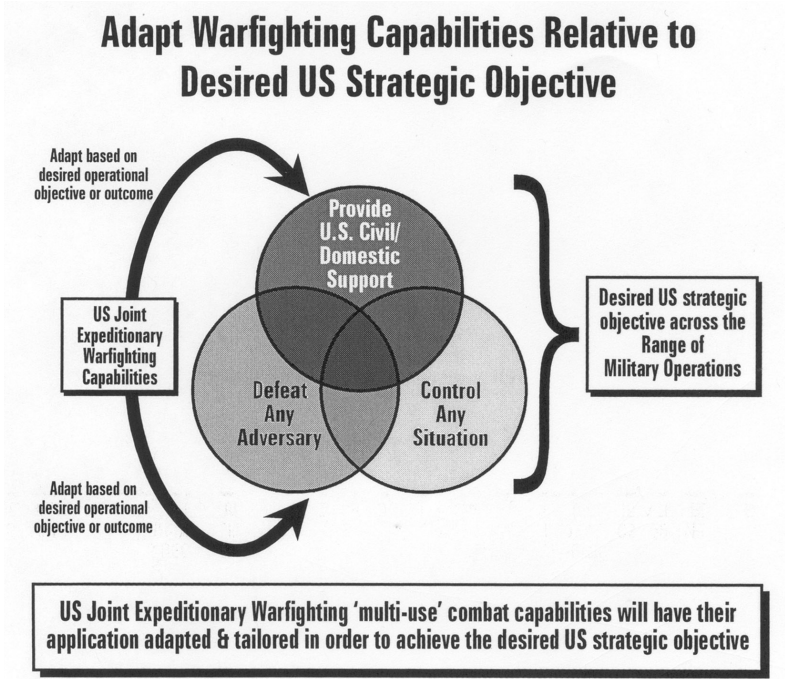 Adapt Warfighting Capabilities Relative to
Desired US Strategic Objective
Adapt based on
desired operational
objective or outcome
Provide
U.S. Civil/
Domestic
Support
US Joint
Expeditionary
Warfighting
Capabilities
Desired US strategic
objective across the
Range of
Military Operations
Defeat
Any
Adversary
Control
Any
Situation
Adapt based on
desired operational
objective or outcome
US Joint Expeditionary Warfighting ‘multi-use’ combat capabilities will have their
application adapted & tailored in order to achieve the desired US strategic objective